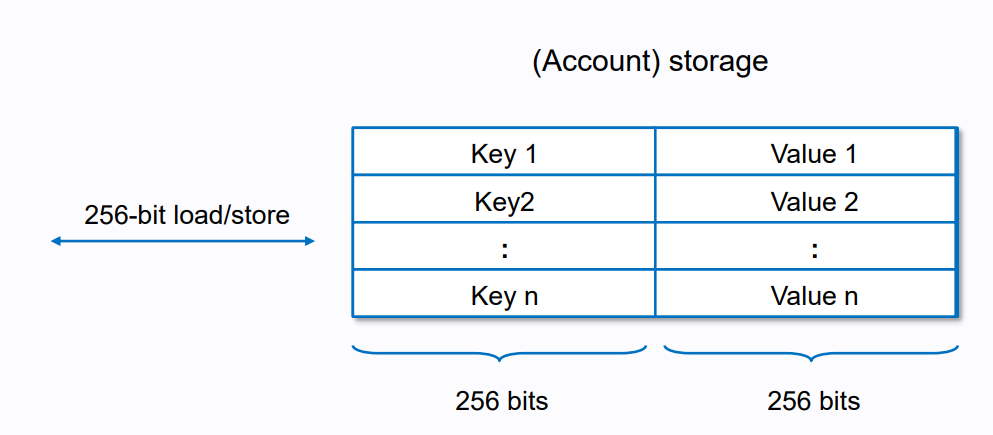 (Account) storage
Key 1 Value 1
256-bit load/store
Key2 Value 2
: :
Key n Value n
256 bits 256 bits